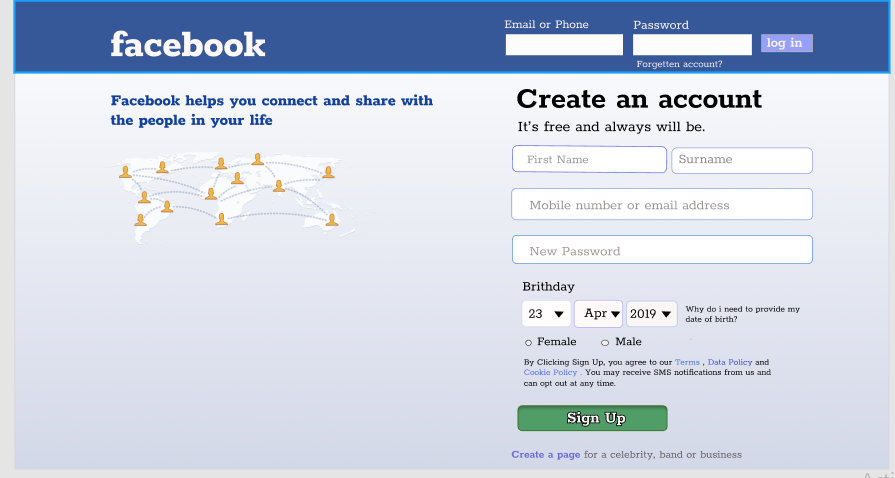 Email or Phone
Password
facebook
log in
Forgetten account?
Facebook helps you connect and share with
the people in your life
Create an account
It's free and always will be.
First Name
Surname
Mobile number or email address
New Password
Brithday
23
Apr
2019
Why do i need to provide my
date of birth?
Female
Male
By Clicking Sign Up, you agree to our Terms , Data Policy and
Cookie Policy . You may receive SMS notifications from us and
can opt out at any time.
Sign Up
Create a page for a celebrity, band or business